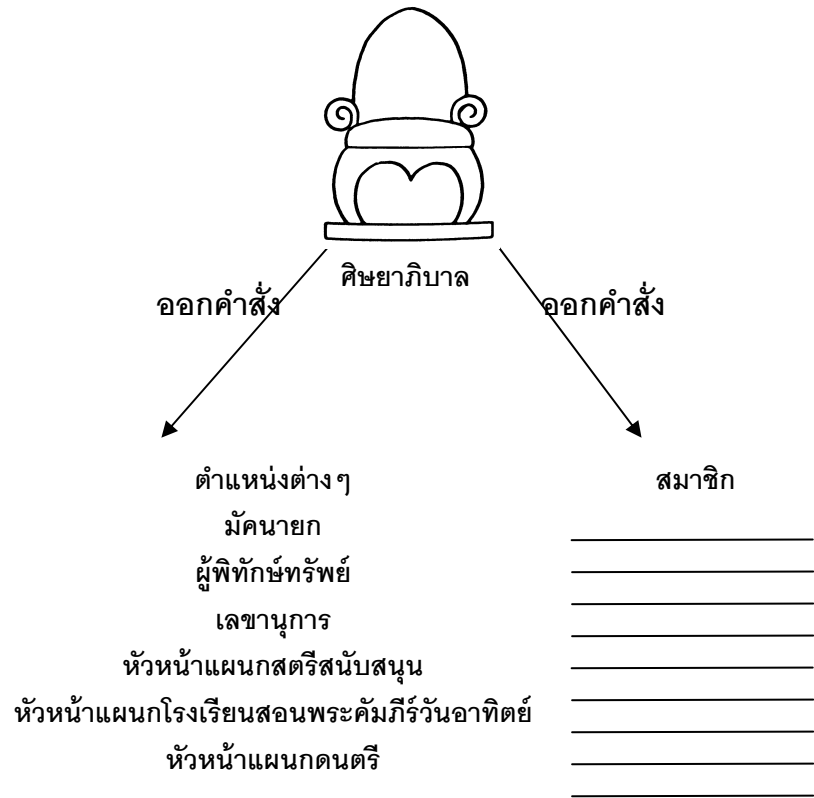 ศิษยาภิบาล
ออกคำสั่ง
ออกคำสั่ง
ตำแหน่งต่างๆ
มัคนายก
ผู้พิทักษ์ทรัพย์
เลขานุการ
หัวหน้าแผนกสตรีสนับสนุน
หัวหน้าแผนกโรงเรียนสอนพระคัมภีร์วันอาทิตย์
หัวหน้าแผนกดนตรี
สมาชิก